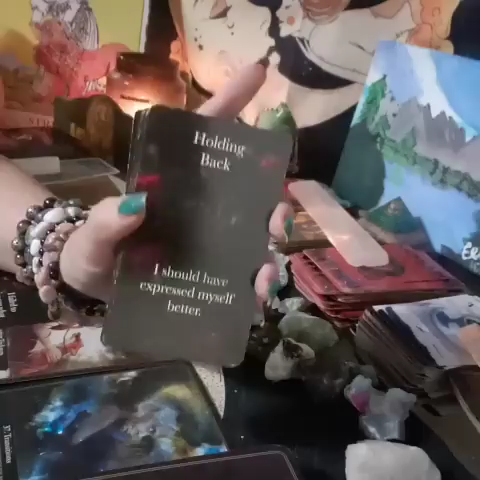 Holding
Back
I should have
expressed myself
better.